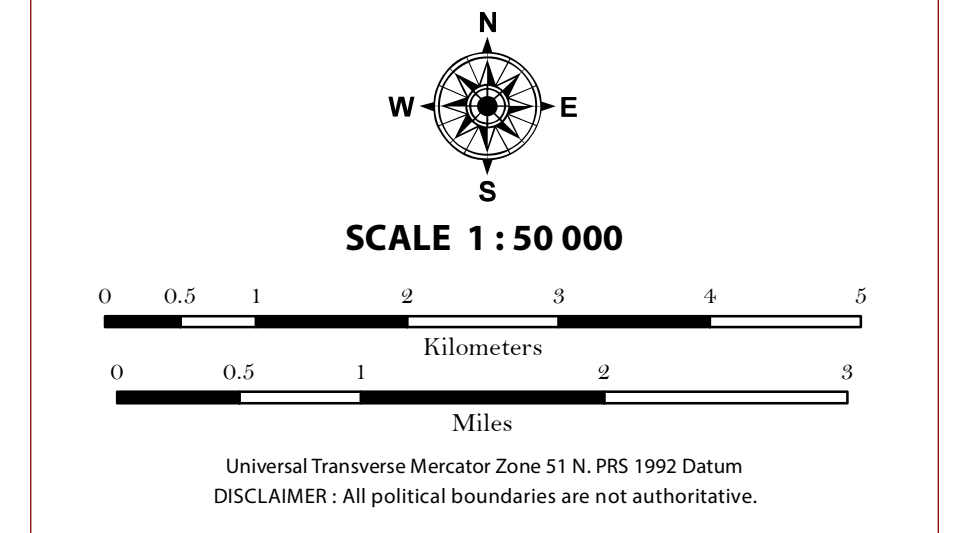 N
W E
S
SCALE 1 : 50 000
0 0.5 1 2 3 4 5
Kilometers
0 0.5 1 2 3
Miles
Universal Transverse Mercator Zone 51 N. PRS 1992 Datum
DISCLAIMER : All political boundaries are not authoritative.